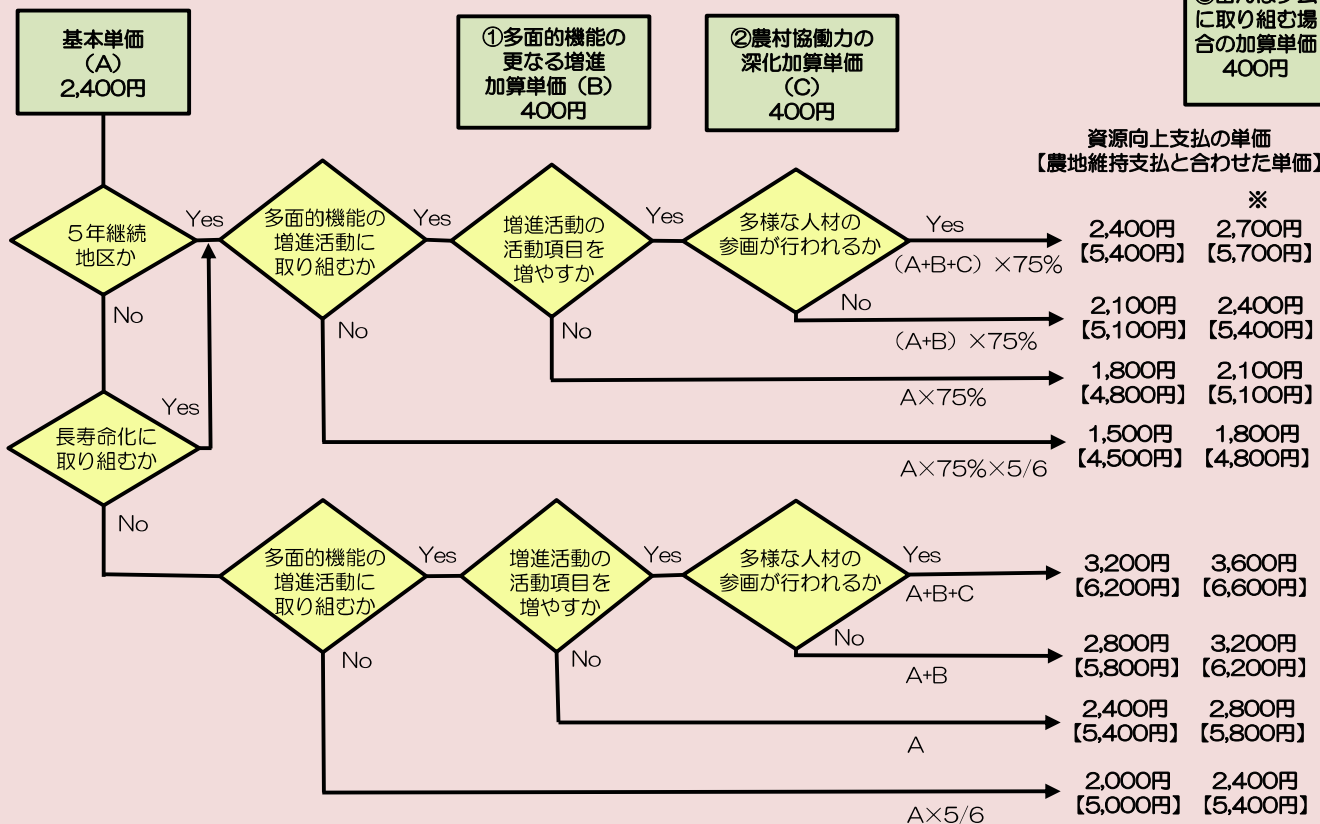 基本単価
(A)
2,400円
①多面的機能の
更なる増進
加算単価（B）
400円
②農村協働力の
深化加算単価
（C）
400円
に取り組む場
合の加算単価
400円
資源向上支払の単価
【農地維持支払と合わせた単価】
※
５年継続
地区か
Yes
No
多面的機能の
増進活動に
取り組むか
Yes
No
増進活動の
活動項目を
増やすか
Yes
No
多様な人材の
参画が行われるか
Yes
（A+B+C）×75%
2,400円 2,700円
【5,400円】【5,700円】
No
（A+B）×75%
2,100円 2,400円
【5,100円】【5,400円】
A×75%
1,800円 2,100円
【4,800円】【5,100円】
A×75%×5/6
1,500円 1,800円
【4,500円】【4,800円】
長寿命化に
取り組むか
Yes
No
多面的機能の
増進活動に
取り組むか
Yes
No
増進活動の
活動項目を
増やすか
Yes
No
多様な人材の
参画が行われるか
Yes
A+B+C
3,200円 3,600円
【6,200円】【6,600円】
No
A+B
2,800円 3,200円
【5,800円】【6,200円】
A
2,400円 2,800円
【5,400円】【5,800円】
A×5/6
2,000円 2,400円
【5,000円】【5,400円】